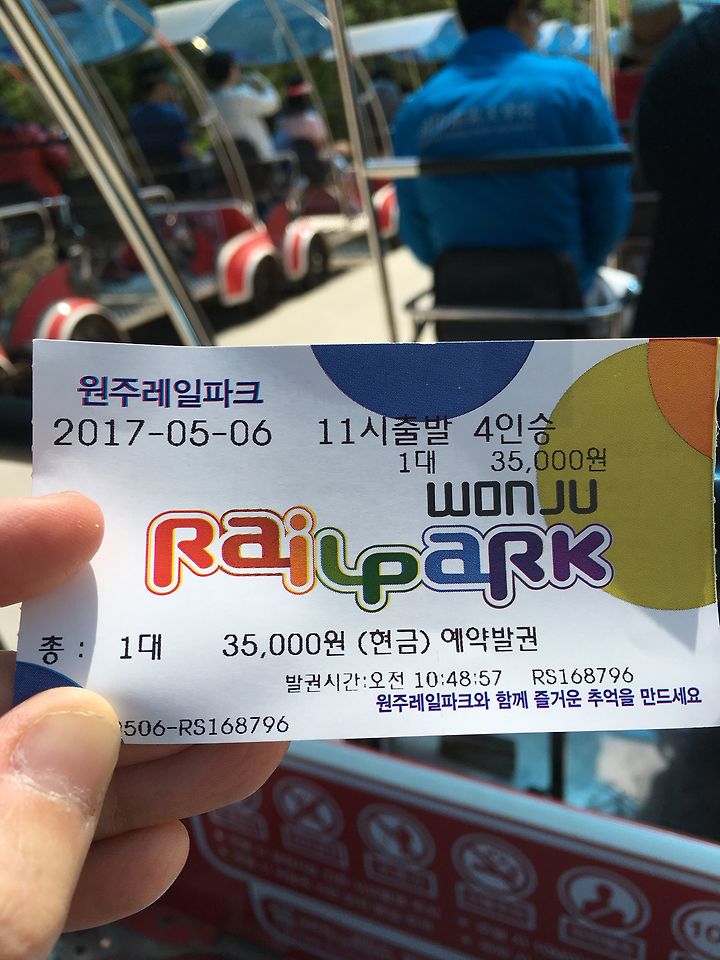 원주레일파크
2017-05-06 11시출발 4인승
1대 35,000원
WONJU
RAILPARK
총 : 1대 35,000원 (현금) 예약발권
발권시간:오전 10:48:57 RS168796
원주레일파크와 함께 즐거운 추억을 만드세요
506-RS168796